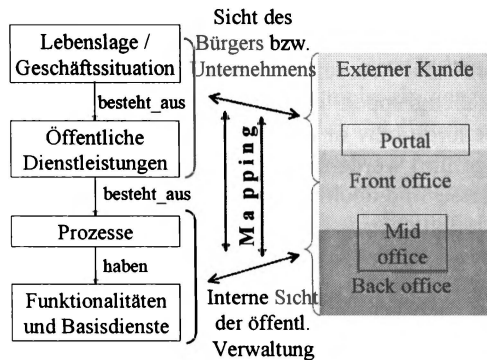 Lebenslage /
Geschäftssituation
besteht_aus
Öffentliche
Dienstleistungen
besteht_aus
Prozesse
haben
Funktionalitäten
und Basisdienste
Sicht des
Bürgers bzw.
Unternehmens
Mapping
Interne Sicht
der öffentl.
Verwaltung
Externer Kunde
Portal
Front office
Mid
office
Back office